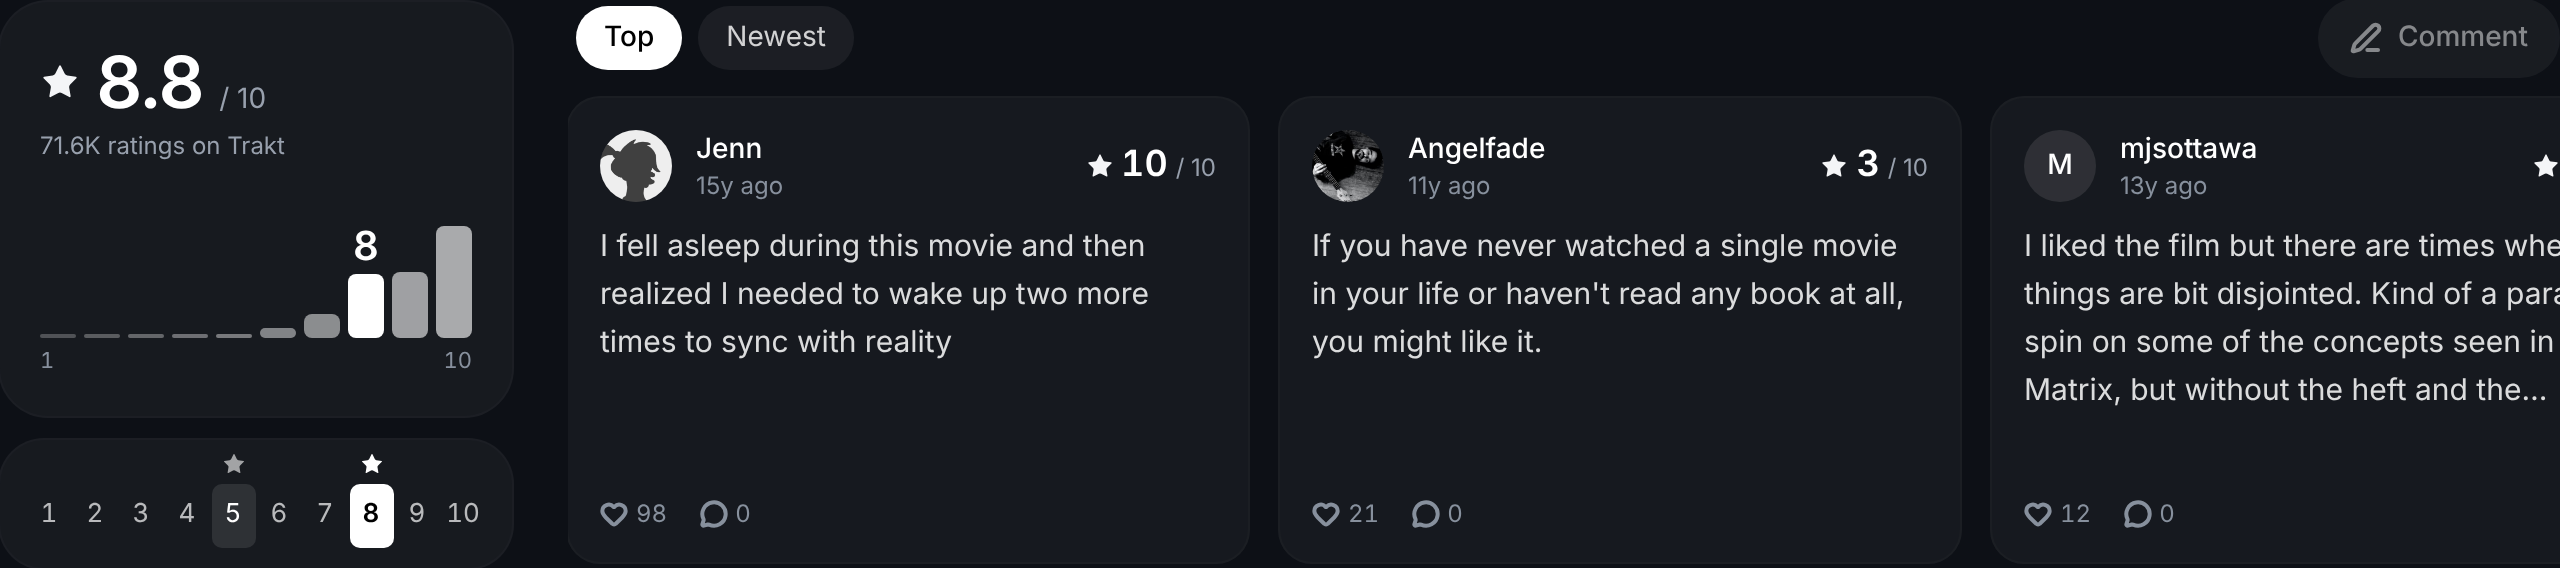 8.8 / 10
71.6K ratings on Trakt
8
1 10
1 2 3 4 5 6 7 8 9 10
Top Newest
Comment
Jenn
15y ago
10 / 10
I fell asleep during this movie and then
realized I needed to wake up two more
times to sync with reality
98 0
Angelfade
11y ago
3 / 10
If you have never watched a single movie
in your life or haven't read any book at all,
you might like it.
21 0
M
mjsottawa
13y ago
I liked the film but there are times
things are bit disjointed. Kind of a
spin on some of the concepts seen in
Matrix, but without the heft and the...
12 0